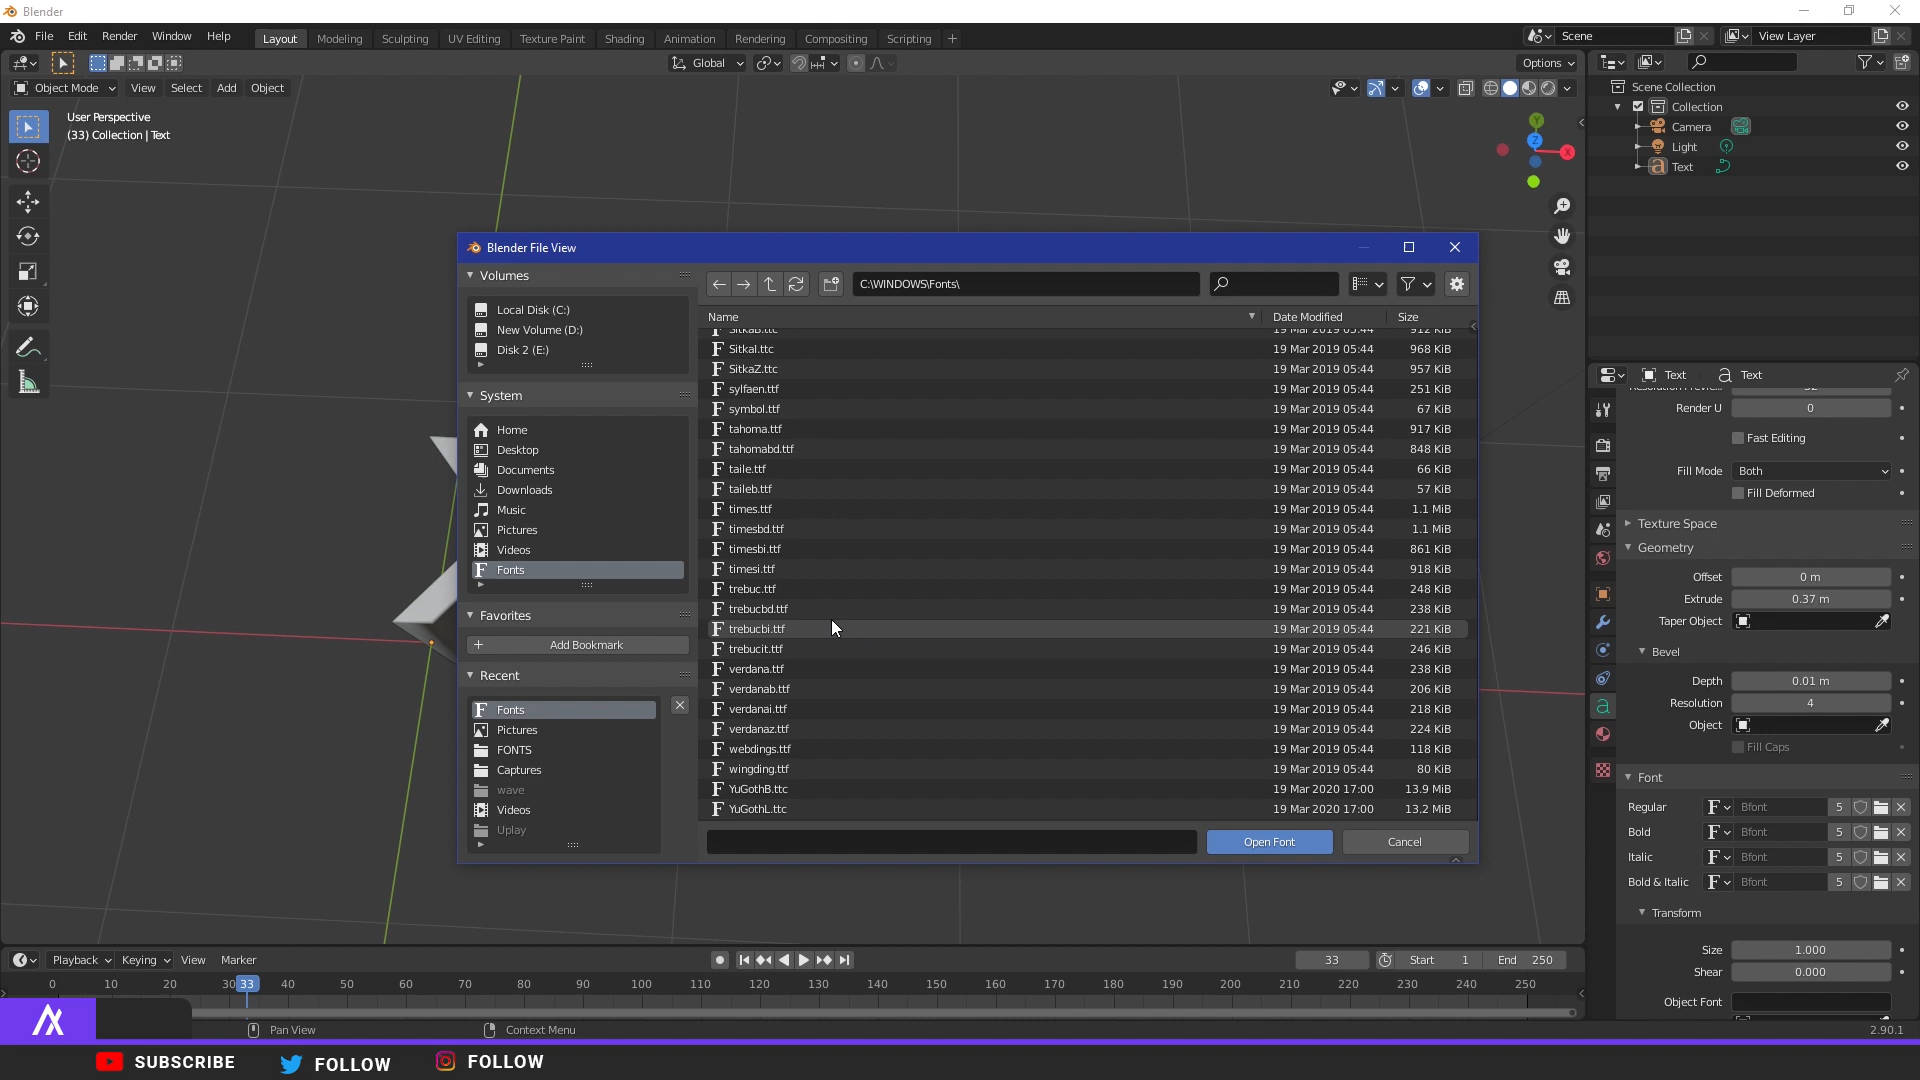 Blender
File Edit Render Window Help
Layout Modeling Sculpting UV Editing Texture Paint Shading Animation Rendering Compositing Scripting
Scene
View Layer
Global
Options
Object Mode View Select Add Object
User Perspective
(33) Collection | Text
Y
Z
X
Scene Collection
Collection
Camera
Light
Text
Blender File View
Volumes
Local Disk (C:)
New Volume (D:)
Disk 2 (E:)
System
Home
Desktop
Documents
Downloads
Music
Pictures
Videos
Fonts
Favorites
Add Bookmark
Recent
Fonts
Pictures
FONTS
Captures
wave
Videos
Uplay
C:\WINDOWS\Fonts\
Name Date Modified Size
SitkaB.ttc 19 Mar 2019 05:44 912 KiB
SitkaI.ttc 19 Mar 2019 05:44 968 KiB
SitkaZ.ttc 19 Mar 2019 05:44 957 KiB
sylfaen.ttf 19 Mar 2019 05:44 251 KiB
symbol.ttf 19 Mar 2019 05:44 67 KiB
tahoma.ttf 19 Mar 2019 05:44 917 KiB
tahomabd.ttf 19 Mar 2019 05:44 848 KiB
taile.ttf 19 Mar 2019 05:44 66 KiB
taileb.ttf 19 Mar 2019 05:44 57 KiB
times.ttf 19 Mar 2019 05:44 1.1 MiB
timesbd.ttf 19 Mar 2019 05:44 1.1 MiB
timesbi.ttf 19 Mar 2019 05:44 861 KiB
timesi.ttf 19 Mar 2019 05:44 918 KiB
trebuc.ttf 19 Mar 2019 05:44 248 KiB
trebucbd.ttf 19 Mar 2019 05:44 238 KiB
trebucbi.ttf 19 Mar 2019 05:44 221 KiB
trebucit.ttf 19 Mar 2019 05:44 246 KiB
verdana.ttf 19 Mar 2019 05:44 238 KiB
verdanab.ttf 19 Mar 2019 05:44 206 KiB
verdanai.ttf 19 Mar 2019 05:44 218 KiB
verdanaz.ttf 19 Mar 2019 05:44 224 KiB
webdings.ttf 19 Mar 2019 05:44 118 KiB
wingding.ttf 19 Mar 2019 05:44 80 KiB
YuGothB.ttc 19 Mar 2020 17:00 13.9 MiB
YuGothL.ttc 19 Mar 2020 17:00 13.2 MiB
Open Font Cancel
Text Text
Render U 0
Fast Editing
Fill Mode Both
Fill Deformed
Texture Space
Geometry
Offset 0 m
Extrude 0.37 m
Taper Object
Bevel
Depth 0.01 m
Resolution 4
Object
Fill Caps
Font
Regular Bfont 5
Bold Bfont 5
Italic Bfont 5
Bold & Italic Bfont 5
Transform
Size 1.000
Shear 0.000
Object Font
Playback Keying View Marker
33 Start 1 End 250
0 10 20 30 33 40 50 60 70 80 90 100 110 120 130 140 150 160 170 180 190 200 210 220 230 240 250
Pan View Context Menu
2.90.1
SUBSCRIBE FOLLOW FOLLOW